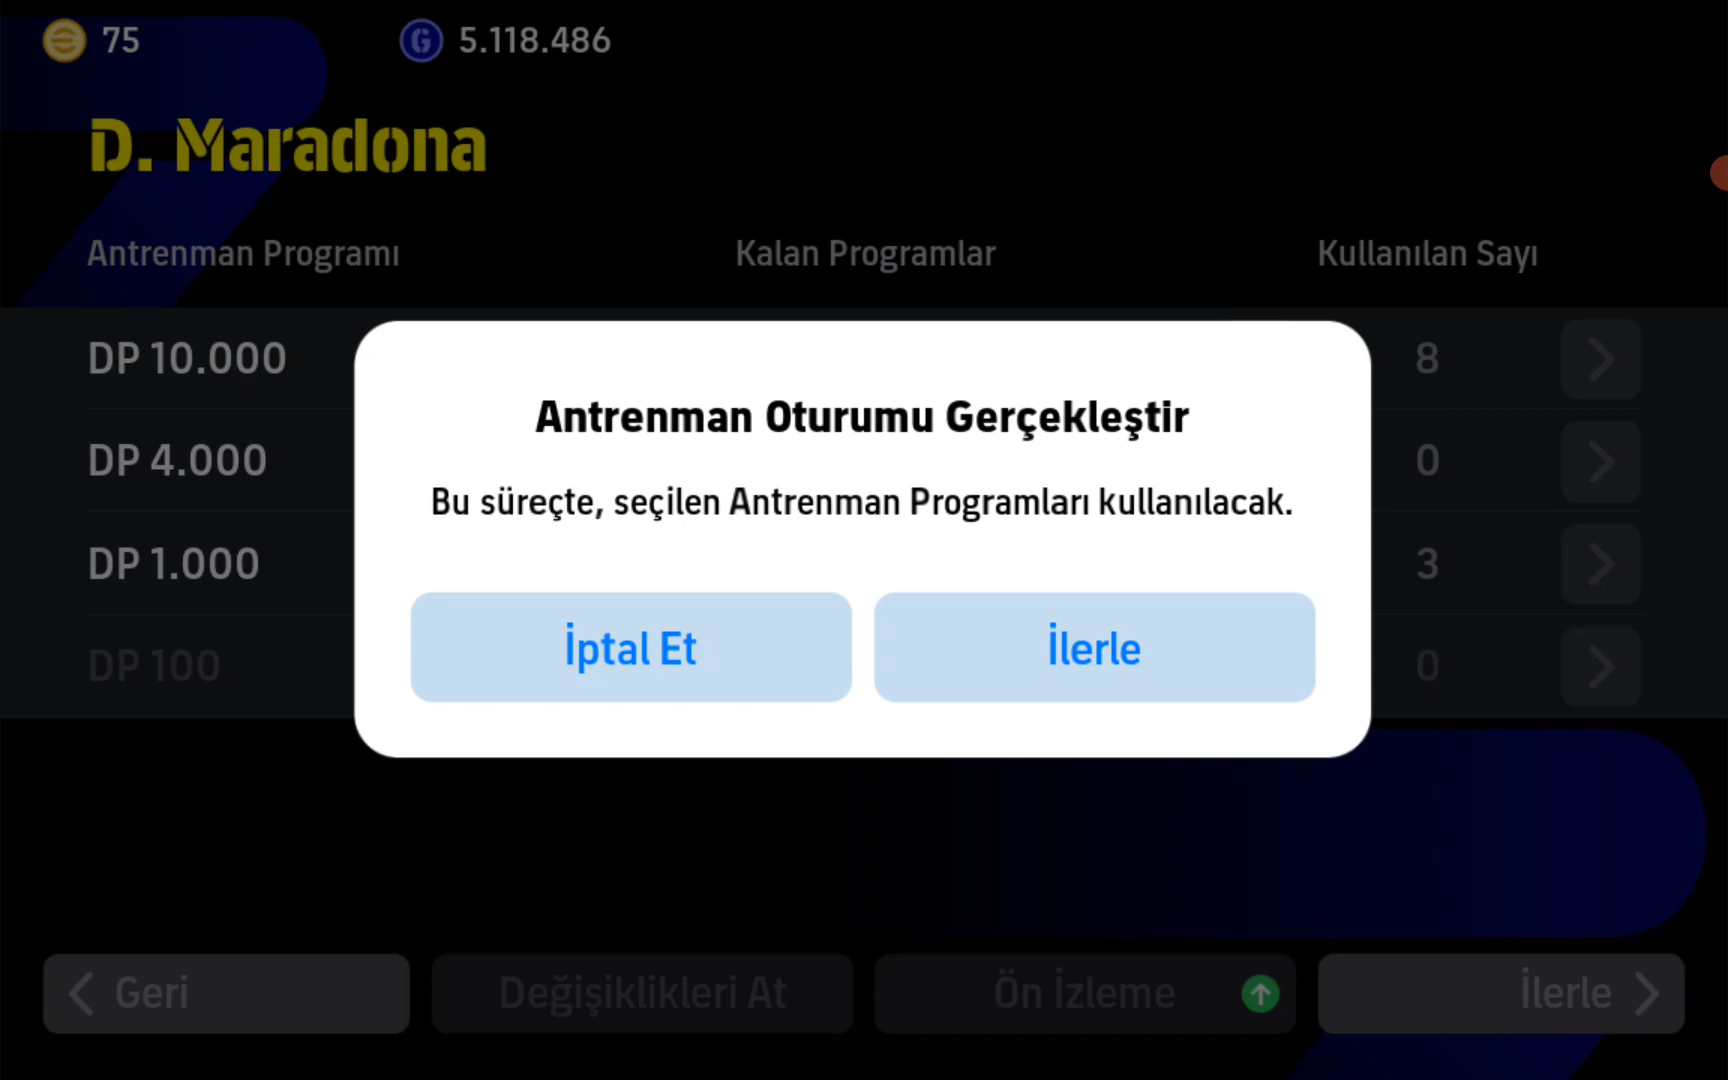 75
5.118.486
D. Maradona
Antrenman Programı Kalan Programlar Kullanılan Sayı
DP 10.000 8
DP 4.000 0
DP 1.000 3
DP 100 0
Antrenman Oturumu Gerçekleştir
Bu süreçte, seçilen Antrenman Programları kullanılacak.
İptal Et İlerle
Geri Değişiklikleri At Ön İzleme İlerle